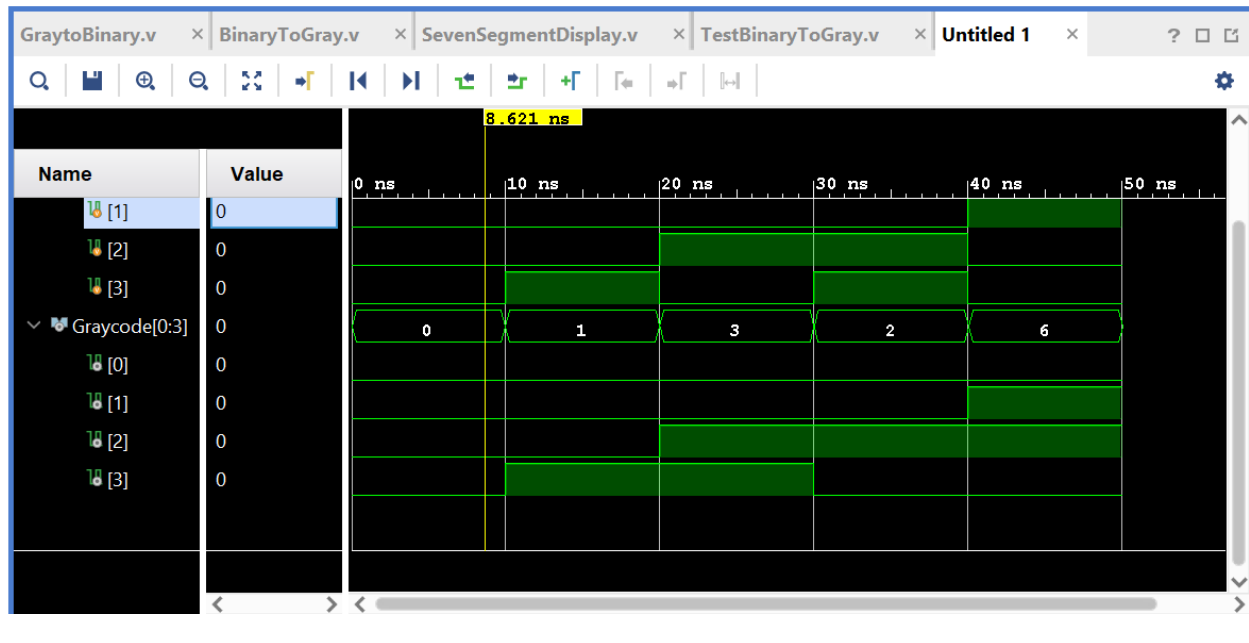 GraytoBinary.v × BinaryToGray.v × SevenSegmentDisplay.v × TestBinaryToGray.v × Untitled 1 × ?
8.621 ns
Name Value 0 ns 10 ns 20 ns 30 ns 40 ns 50 ns
[1] 0
[2] 0
[3] 0
Graycode[0:3] 0 0 1 3 2 6
[0] 0
[1] 0
[2] 0
[3] 0